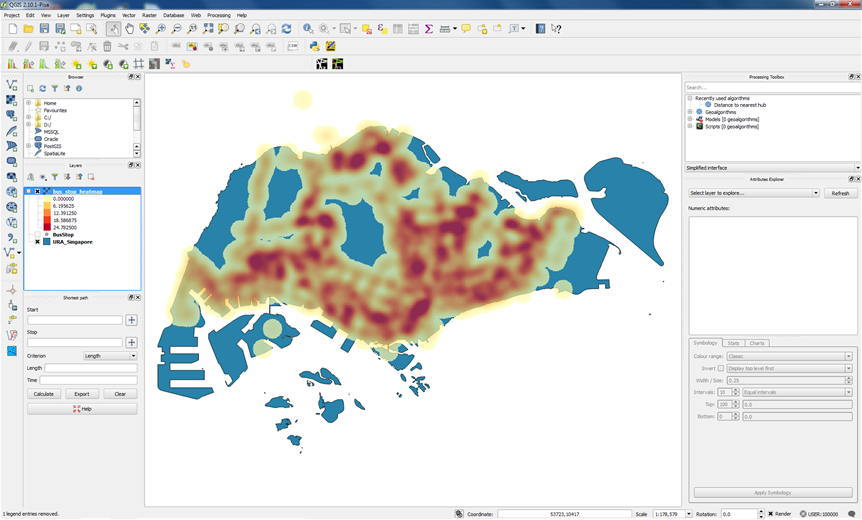 QGIS 2.10.1-Pisa
Project Edit View Layer Settings Plugins Vector Raster Database Web Processing Help
CSW
Browser
Home
Favourites
C:/
D:/
MSSQL
Oracle
PostGIS
SpatiaLite
Layers
bus_stop_heatmap
0.000000
6.195625
12.391250
18.586875
24.782500
BusStop
URA_Singapore
Shortest path
Start
Stop
Criterion Length
Length
Time
Calculate Export Clear
Help
Processing Toolbox
Search...
Recently used algorithms
Distance to nearest hub
Geoalgorithms
Models [0 geoalgorithms]
Scripts [0 geoalgorithms]
Simplified interface
Attributes Explorer
Select layer to explore... Refresh
Numeric attributes:
Symbology Stats Charts
Colour range: Classic
Invert Display top level first
Width / Size: 0.25
Intervals: 10 Equal intervals
Top: 100 0.0
Bottom: 0 0.0
Apply Symbology
1 legend entries removed. Coordinate: 53723,10417 Scale 1:178,579 Rotation: 0.0 Render USER:100000